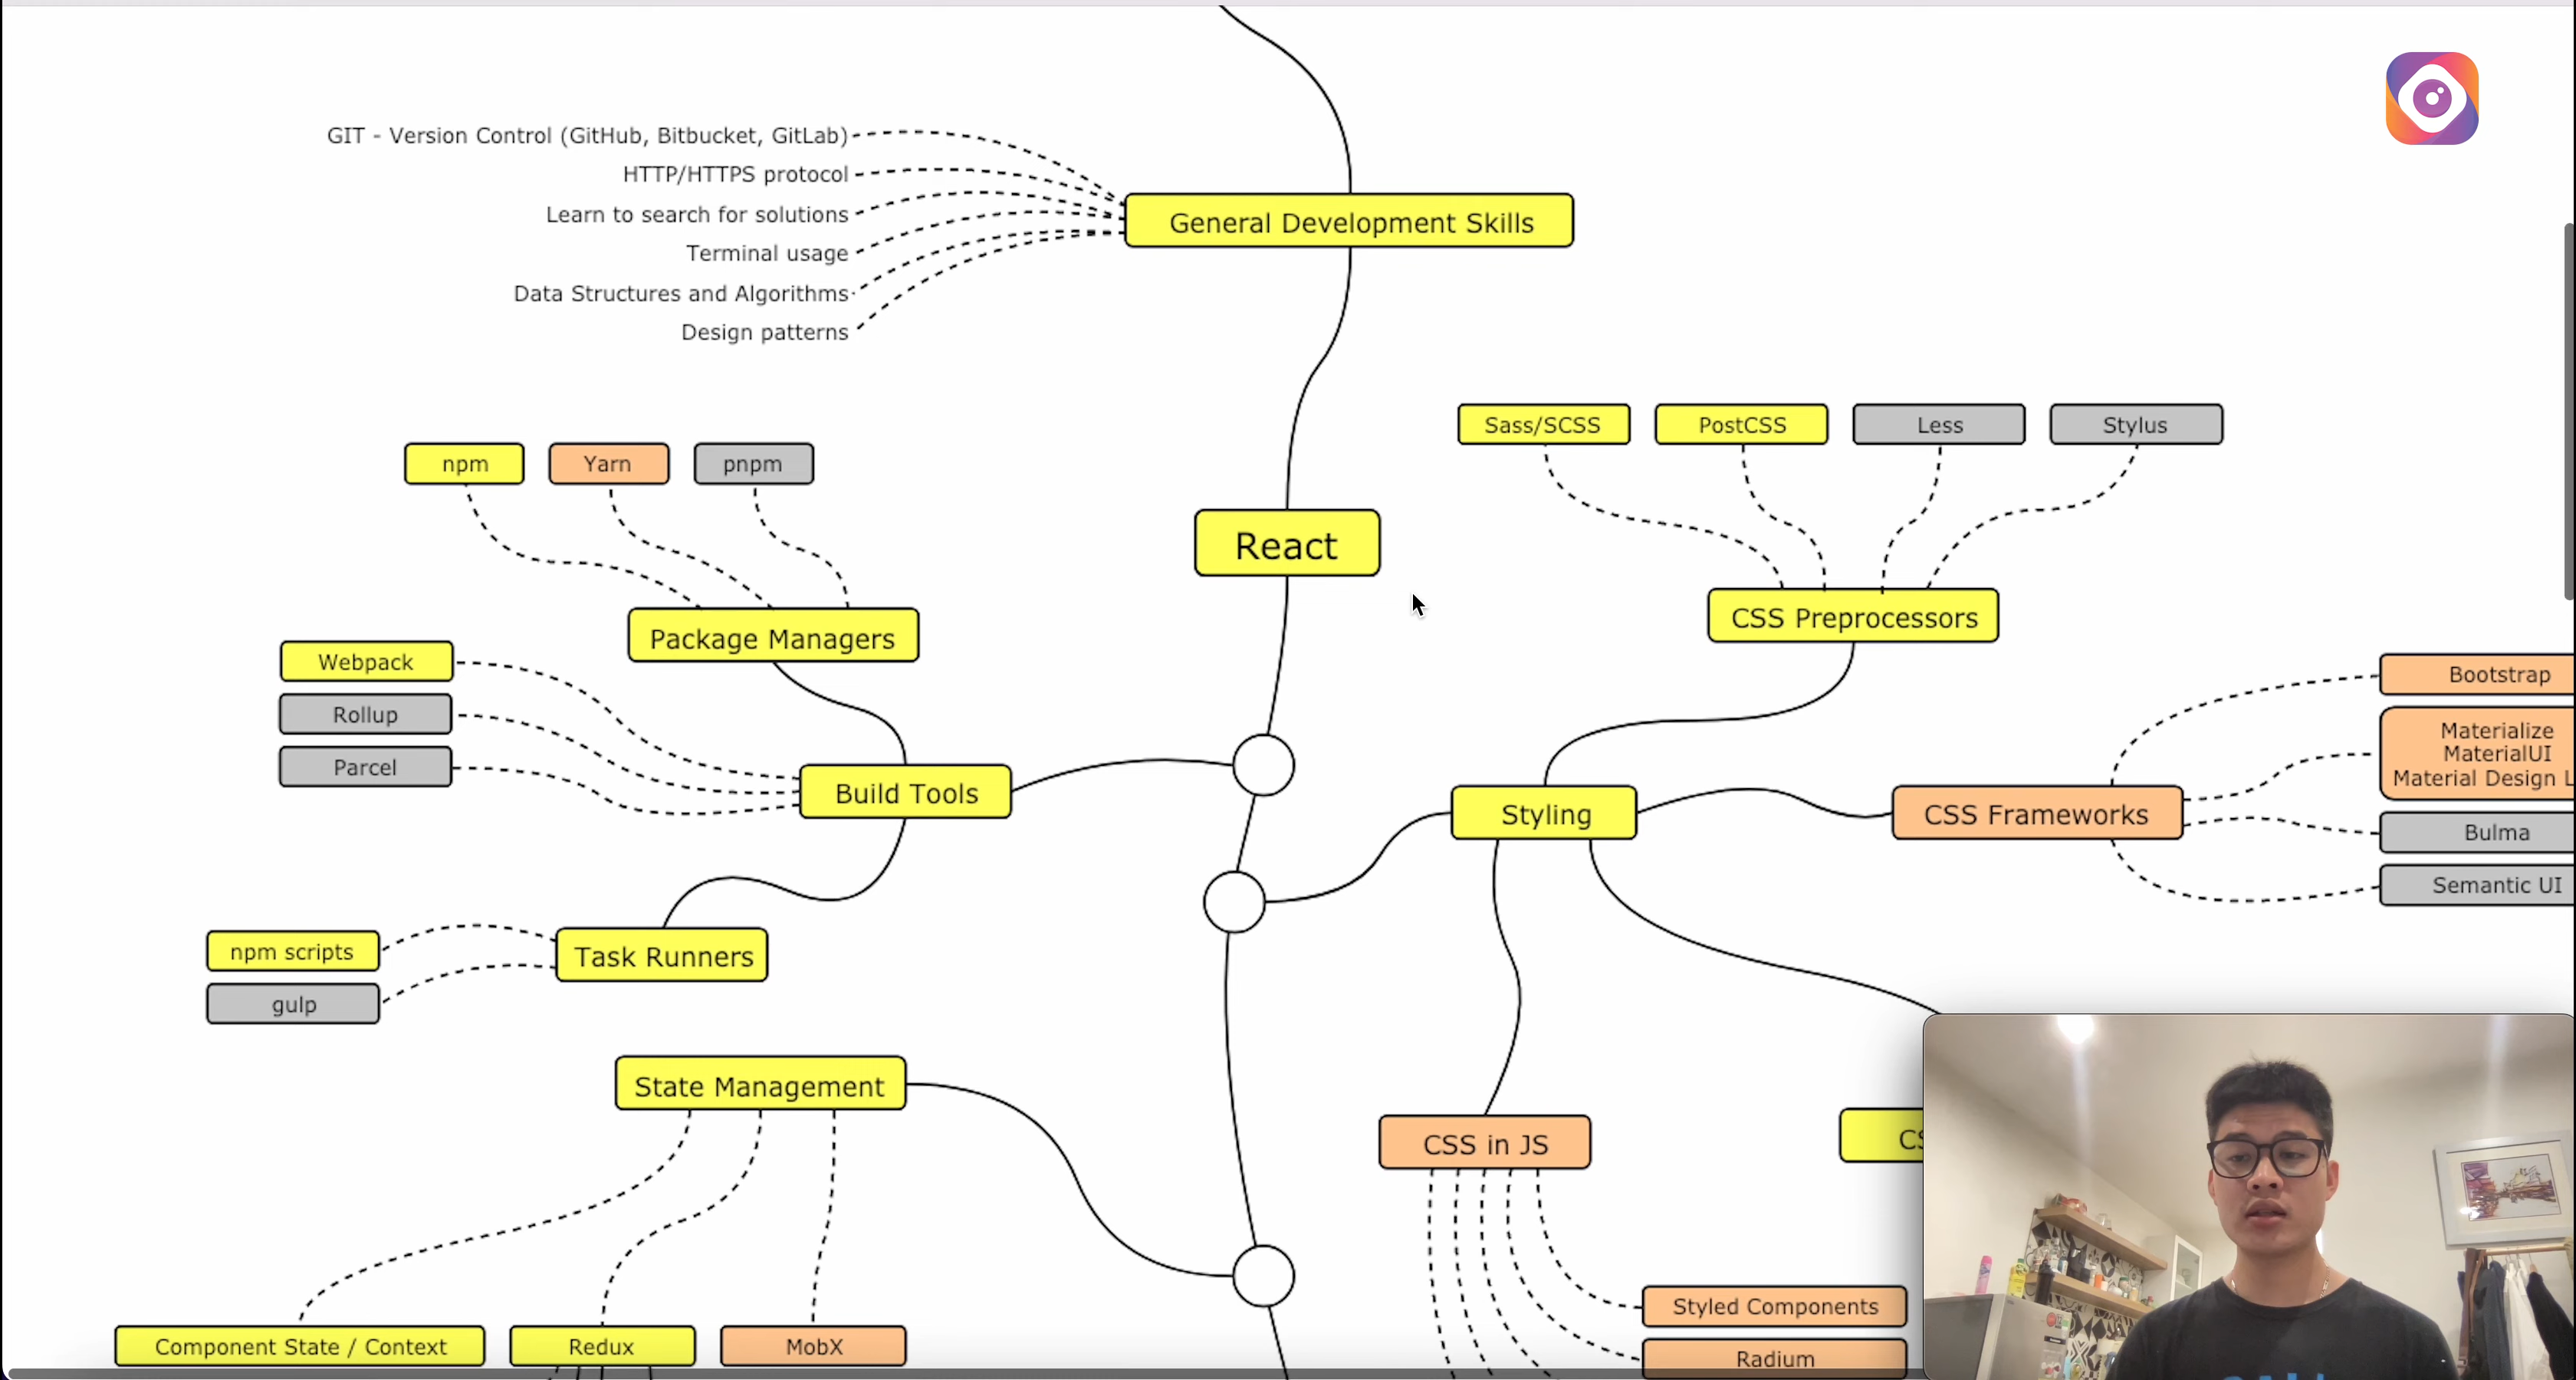 GIT - Version Control (GitHub, Bitbucket, GitLab)
HTTP/HTTPS protocol
Learn to search for solutions
Terminal usage
Data Structures and Algorithms
Design patterns
General Development Skills
npm
Yarn
pnpm
Package Managers
React
Sass/SCSS
PostCSS
Less
Stylus
CSS Preprocessors
Webpack
Rollup
Parcel
Build Tools
Styling
CSS Frameworks
Bootstrap
Materialize
MaterialUI
Material Design L
Bulma
Semantic UI
npm scripts
gulp
Task Runners
State Management
CSS in JS
Component State / Context
Redux
MobX
Styled Components
Radium